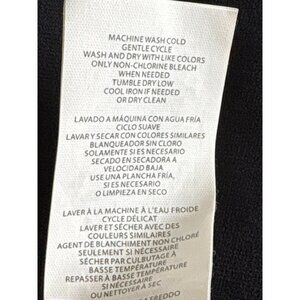 MACHINE WASH COLD
GENTLE CYCLE
WASH AND DRY WITH LIKE COLORS
ONLY NON-CHLORINE BLEACH
WHEN NEEDED
TUMBLE DRY LOW
COOL IRON IF NEEDED
OR DRY CLEAN
LAVADO A MÁQUINA CON AGUA FRÍA
CICLO SUAVE
LAVAR Y SECAR CON COLORES SIMILARES
BLANQUEADOR SIN CLORO
SOLAMENTE SI ES NECESARIO
SECADO EN SECADORA A
VELOCIDAD BAJA
USE UNA PLANCHA FRÍA,
SI ES NECESARIO
O LIMPIEZA EN SECO
LAVER À LA MACHINE À L'EAU FROIDE
CYCLE DÉLICAT
LAVER ET SÉCHER AVEC DES
COULEURS SIMILAIRES
AGENT DE BLANCHIMENT NON CHLORÉ
SEULEMENT SI NÉCESSAIRE
SÉCHER PAR CULBUTAGE À
BASSE TEMPÉRATURE
REPASSER À BASSE TEMPÉRATURE
SI NÉCESSAIRE
OU NETTOYER À SEC
FREDDO